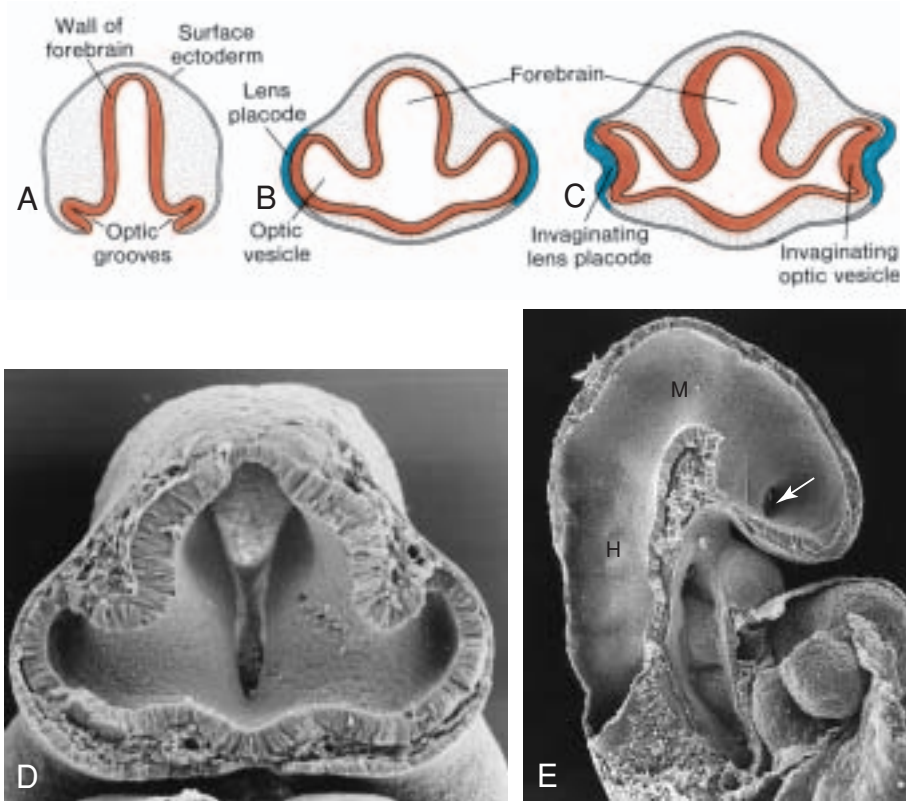 Wall of
forebrain
Surface
ectoderm
Lens
placode
Forebrain
A
Optic
grooves
B
Optic
vesicle
C
Invaginating
lens placode
Invaginating
optic vesicle
D
M
H
E